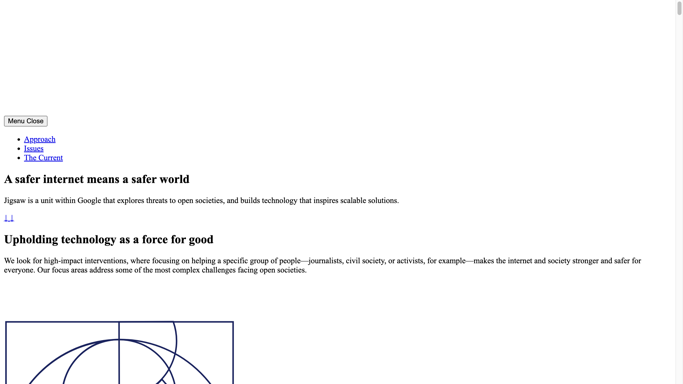 Menu Close
Approach
Issues
The Current
A safer internet means a safer world
Jigsaw is a unit within Google that explores threats to open societies, and builds technology that inspires scalable solutions.
↓ ↓
Upholding technology as a force for good
We look for high-impact interventions, where focusing on helping a specific group of people—journalists, civil society, or activists, for example—makes the internet and society stronger and safer for
everyone. Our focus areas address some of the most complex challenges facing open societies.